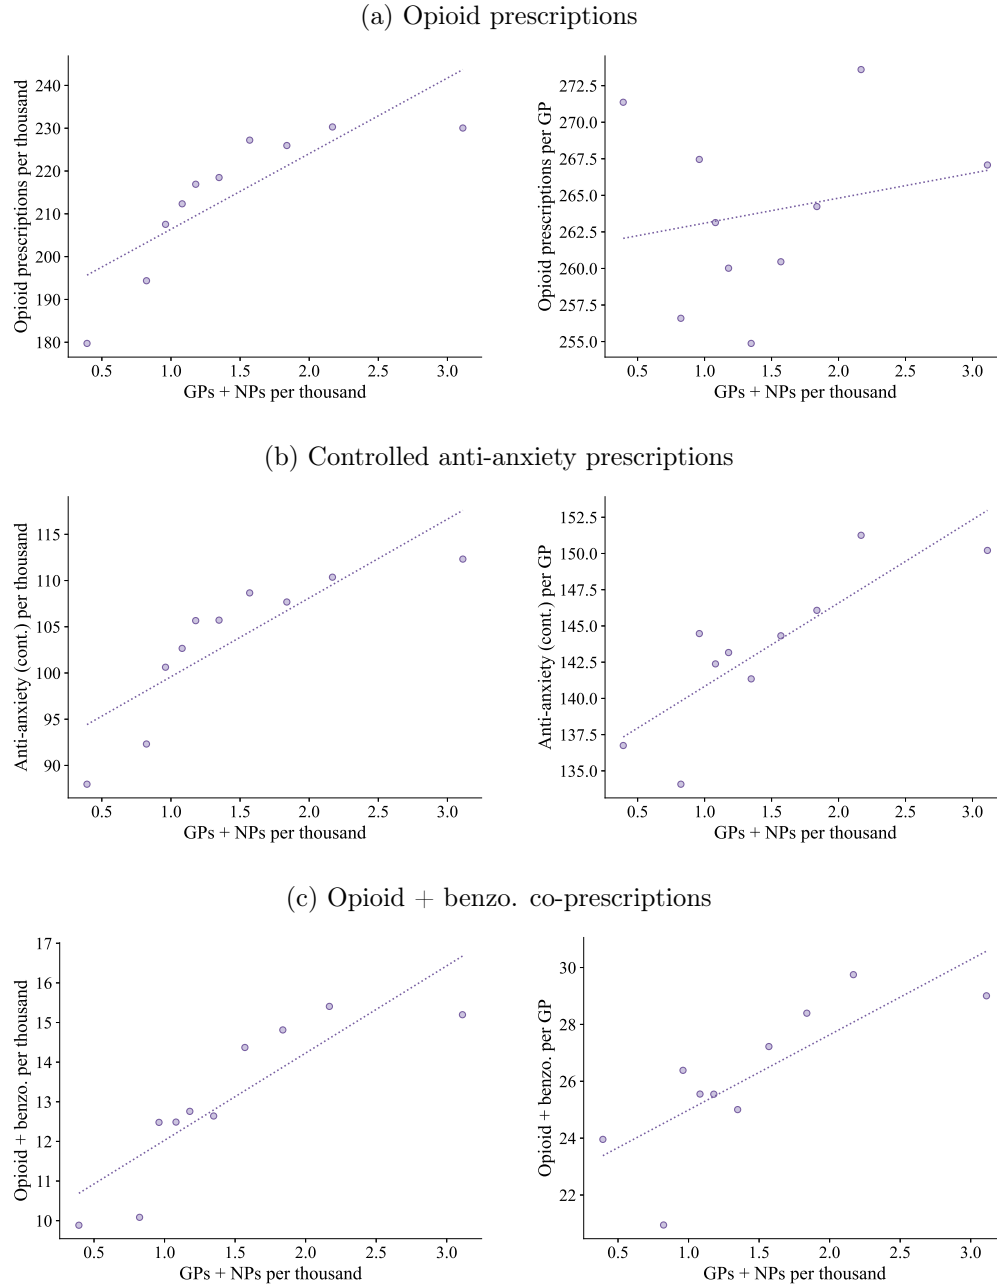 (a) Opioid prescriptions
Opioid prescriptions per thousand
240
230
220
210
200
190
180
0.5 1.0 1.5 2.0 2.5 3.0
GPs + NPs per thousand
Opioid prescriptions per GP
272.5
270.0
267.5
265.0
262.5
260.0
257.5
255.0
0.5 1.0 1.5 2.0 2.5 3.0
GPs + NPs per thousand
(b) Controlled anti-anxiety prescriptions
Anti-anxiety (cont.) per thousand
115
110
105
100
95
90
0.5 1.0 1.5 2.0 2.5 3.0
GPs + NPs per thousand
Anti-anxiety (cont.) per GP
152.5
150.0
147.5
145.0
142.5
140.0
137.5
135.0
0.5 1.0 1.5 2.0 2.5 3.0
GPs + NPs per thousand
(c) Opioid + benzo. co-prescriptions
Opioid + benzo. per thousand
17
16
15
14
13
12
11
10
0.5 1.0 1.5 2.0 2.5 3.0
GPs + NPs per thousand
Opioid + benzo. per GP
30
28
26
24
22
0.5 1.0 1.5 2.0 2.5 3.0
GPs + NPs per thousand